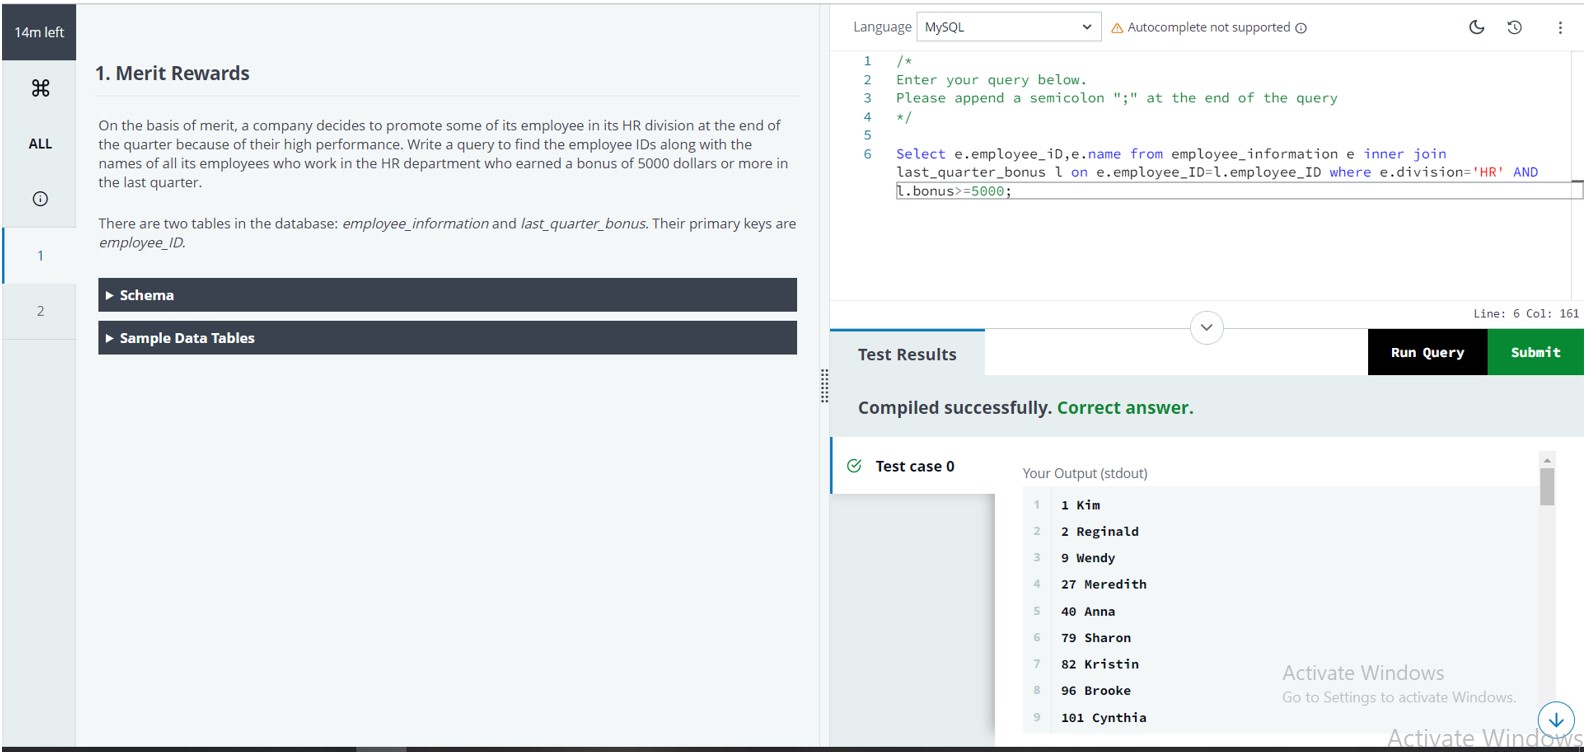 14m left
ALL
1
2
1. Merit Rewards
On the basis of merit, a company decides to promote some of its employee in its HR division at the end of
the quarter because of their high performance. Write a query to find the employee IDs along with the
names of all its employees who work in the HR department who earned a bonus of 5000 dollars or more in
the last quarter.
There are two tables in the database: employee_information and last_quarter_bonus. Their primary keys are
employee_ID.
Schema
Sample Data Tables
Language MySQL Autocomplete not supported
1 /*
2 Enter your query below.
3 Please append a semicolon ";" at the end of the query
4 */
5
6 Select e.employee_iD,e.name from employee_information e inner join
last_quarter_bonus l on e.employee_ID=l.employee_ID where e.division='HR' AND
l.bonus>=5000;
Line: 6 Col: 161
Test Results
Run Query
Submit
Compiled successfully. Correct answer.
Test case 0
Your Output (stdout)
1 1 Kim
2 2 Reginald
3 9 Wendy
4 27 Meredith
5 40 Anna
6 79 Sharon
7 82 Kristin
8 96 Brooke
9 101 Cynthia
Activate Windows
Go to Settings to activate Windows.
Activate Windows